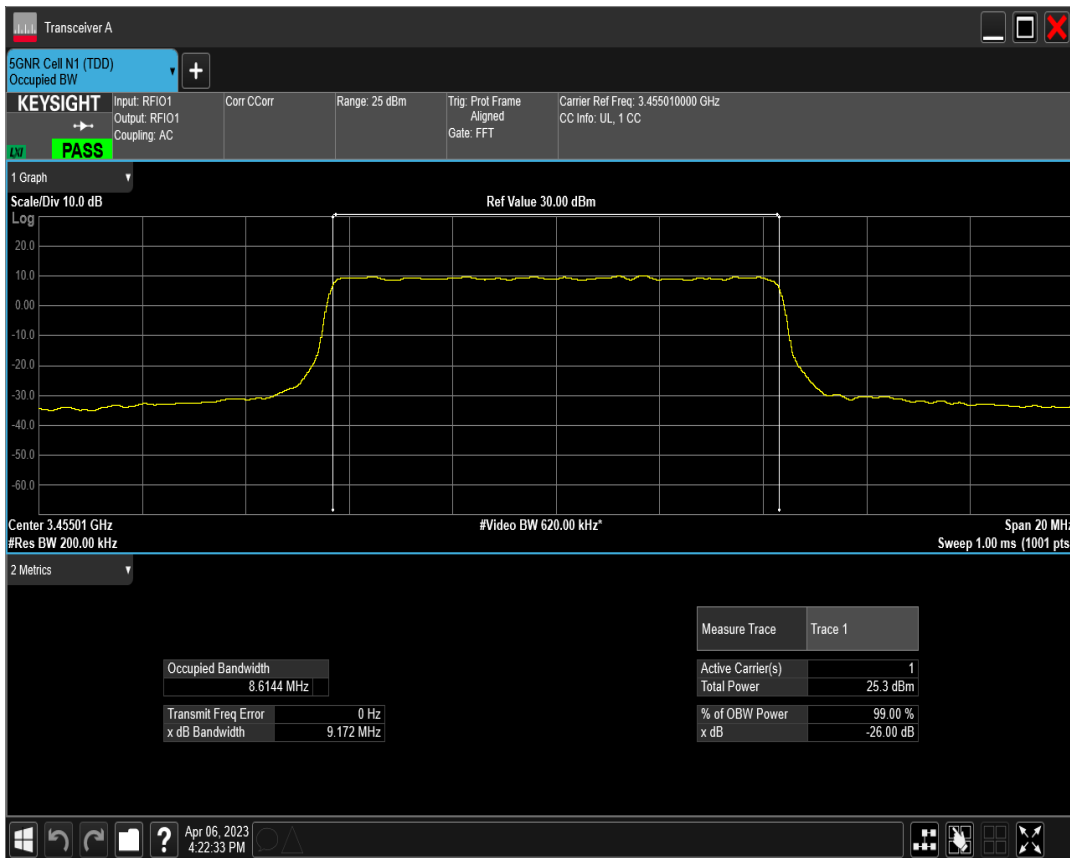 Transceiver A
5GNR Cell N1 (TDD)
Occupied BW
+
KEYSIGHT
LXI
PASS
Input: RFIO1
Output: RFIO1
Coupling: AC
Corr CCorr
Range: 25 dBm
Trig: Prot Frame
Aligned
Gate: FFT
Carrier Ref Freq: 3.455010000 GHz
CC Info: UL, 1 CC
1 Graph
Scale/Div 10.0 dB
Ref Value 30.00 dBm
Log
20.0
10.0
0.00
-10.0
-20.0
-30.0
-40.0
-50.0
-60.0
Center 3.45501 GHz
#Video BW 620.00 kHz*
Span 20 MHz
#Res BW 200.00 kHz
Sweep 1.00 ms (1001 pts
2 Metrics
Measure Trace Trace 1
Occupied Bandwidth
8.6144 MHz
Active Carrier(s) 1
Total Power 25.3 dBm
Transmit Freq Error 0 Hz
x dB Bandwidth 9.172 MHz
% of OBW Power 99.00 %
x dB -26.00 dB
?
Apr 06, 2023
4:22:33 PM